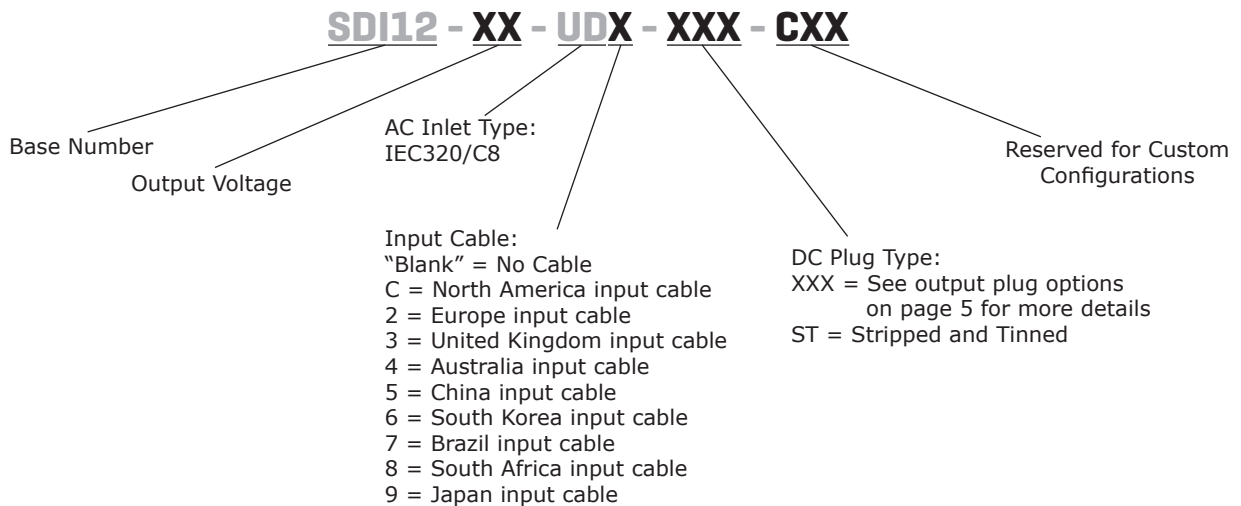 SDI12 - XX - UDX - XXX - CXX
Base Number
Output Voltage
AC Inlet Type:
IEC320/C8
Input Cable:
“Blank” = No Cable
C = North America input cable
2 = Europe input cable
3 = United Kingdom input cable
4 = Australia input cable
5 = China input cable
6 = South Korea input cable
7 = Brazil input cable
8 = South Africa input cable
9 = Japan input cable
DC Plug Type:
XXX = See output plug options
on page 5 for more details
ST = Stripped and Tinned
Reserved for Custom
Configurations